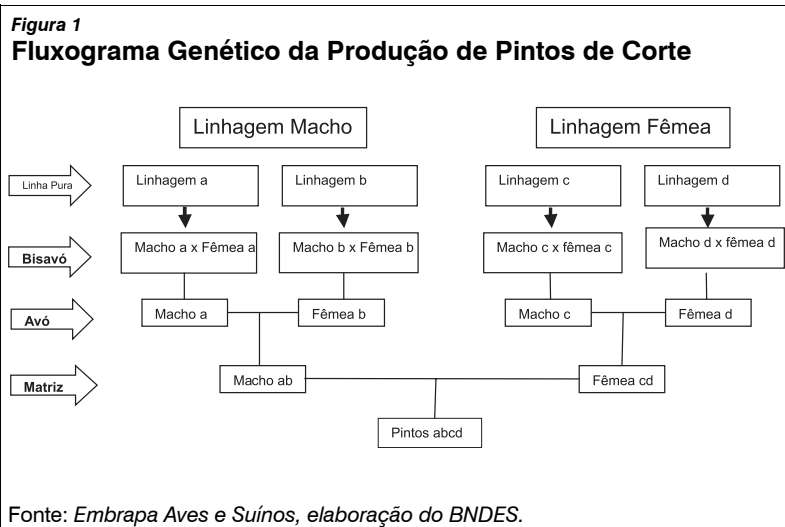 Figura 1
Fluxograma Genético da Produção de Pintos de Corte
Linhagem Macho
Linhagem Fêmea
Linha Pura
Linhagem a
Linhagem b
Linhagem c
Linhagem d
Bisavó
Macho a x Fêmea a
Macho b x Fêmea b
Macho c x fêmea c
Macho d x fêmea d
Avó
Macho a
Fêmea b
Macho c
Fêmea d
Matriz
Macho ab
Fêmea cd
Pintos abcd
Fonte: Embrapa Aves e Suínos, elaboração do BNDES.